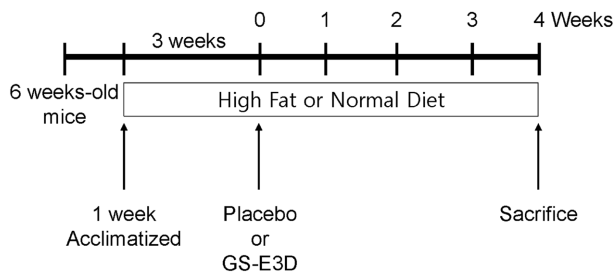 0 1 2 3 4 Weeks
3 weeks
6 weeks-old
mice
High Fat or Normal Diet
1 week
Acclimatized
Placebo
or
GS-E3D
Sacrifice